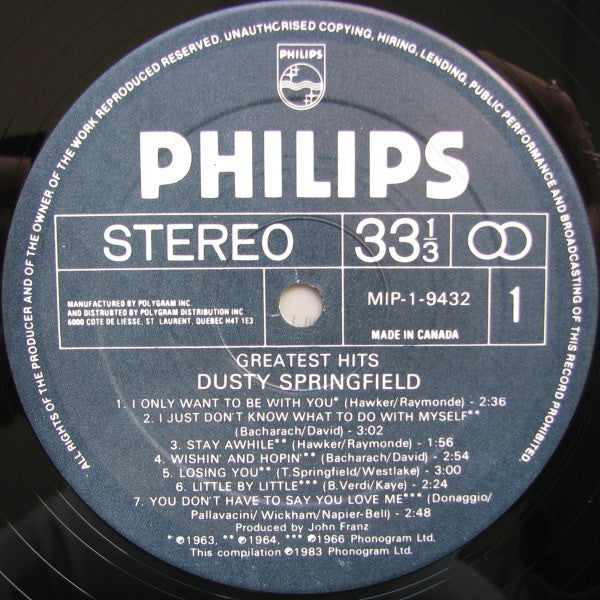 ALL RIGHTS OF THE PRODUCER AND OF THE OWNER OF THE WORK REPRODUCED RESERVED. UNAUTHORISED COPYING, HIRING, LENDING, PUBLIC PERFORMANCE AND BROADCASTING OF THIS RECORD PROHIBITED.
PHILIPS
PHILIPS
STEREO
33 1/3
MANUFACTURED BY POLYGRAM INC.
AND DISTRUBTED BY POLYGRAM DISTRIBUTION INC
6000 COTE DE LIESSE, ST. LAURENT, QUEBEC H4T 1E3
MIP-1-9432
1
MADE IN CANADA
GREATEST HITS
DUSTY SPRINGFIELD
1. I ONLY WANT TO BE WITH YOU* (Hawker/Raymonde) - 2:36
2. I JUST DON'T KNOW WHAT TO DO WITH MYSELF**
(Bacharach/David) - 3:02
3. STAY AWHILE** (Hawker/Raymonde) - 1:56
4. WISHIN' AND HOPIN'** (Bacharach/David) - 2:54
5. LOSING YOU** (T.Springfield/Westlake) - 3:00
6. LITTLE BY LITTLE*** (B.Verdi/Kaye) - 2:24
7. YOU DON'T HAVE TO SAY YOU LOVE ME*** (Donaggio/
Pallavacini/Wickham/Napier-Bell) - 2:48
Produced by John Franz
* ℗1963, ** ℗1964, *** ℗1966 Phonogram Ltd.
This compilation ℗1983 Phonogram Ltd.